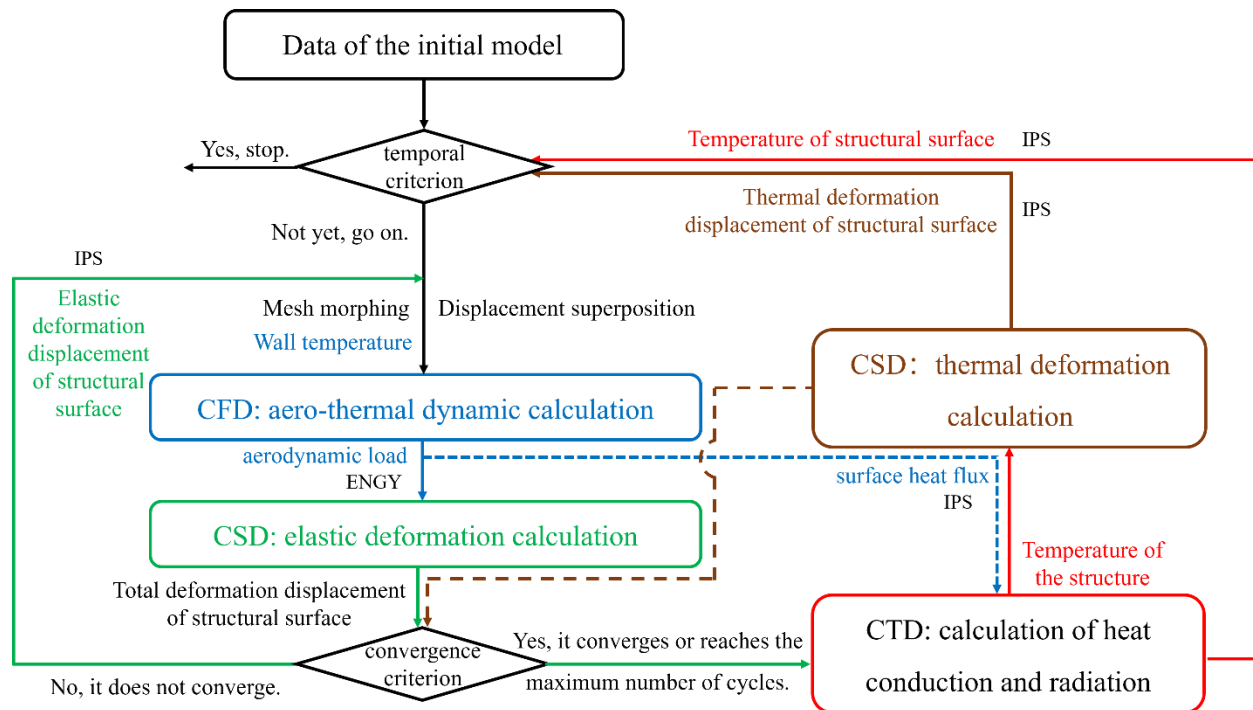 Data of the initial model
Temperature of structural surface
IPS
Yes, stop.
temporal
criterion
Thermal deformation
displacement of structural surface
IPS
Not yet, go on.
IPS
Elastic
deformation
displacement
of structural
surface
Mesh morphing
Displacement superposition
Wall temperature
CSD: thermal deformation
calculation
CFD: aero-thermal dynamic calculation
aerodynamic load
ENGY
surface heat flux
IPS
CSD: elastic deformation calculation
Temperature of
the structure
Total deformation displacement
of structural surface
convergence
criterion
Yes, it converges or reaches the
maximum number of cycles.
No, it does not converge.
CTD: calculation of heat
conduction and radiation